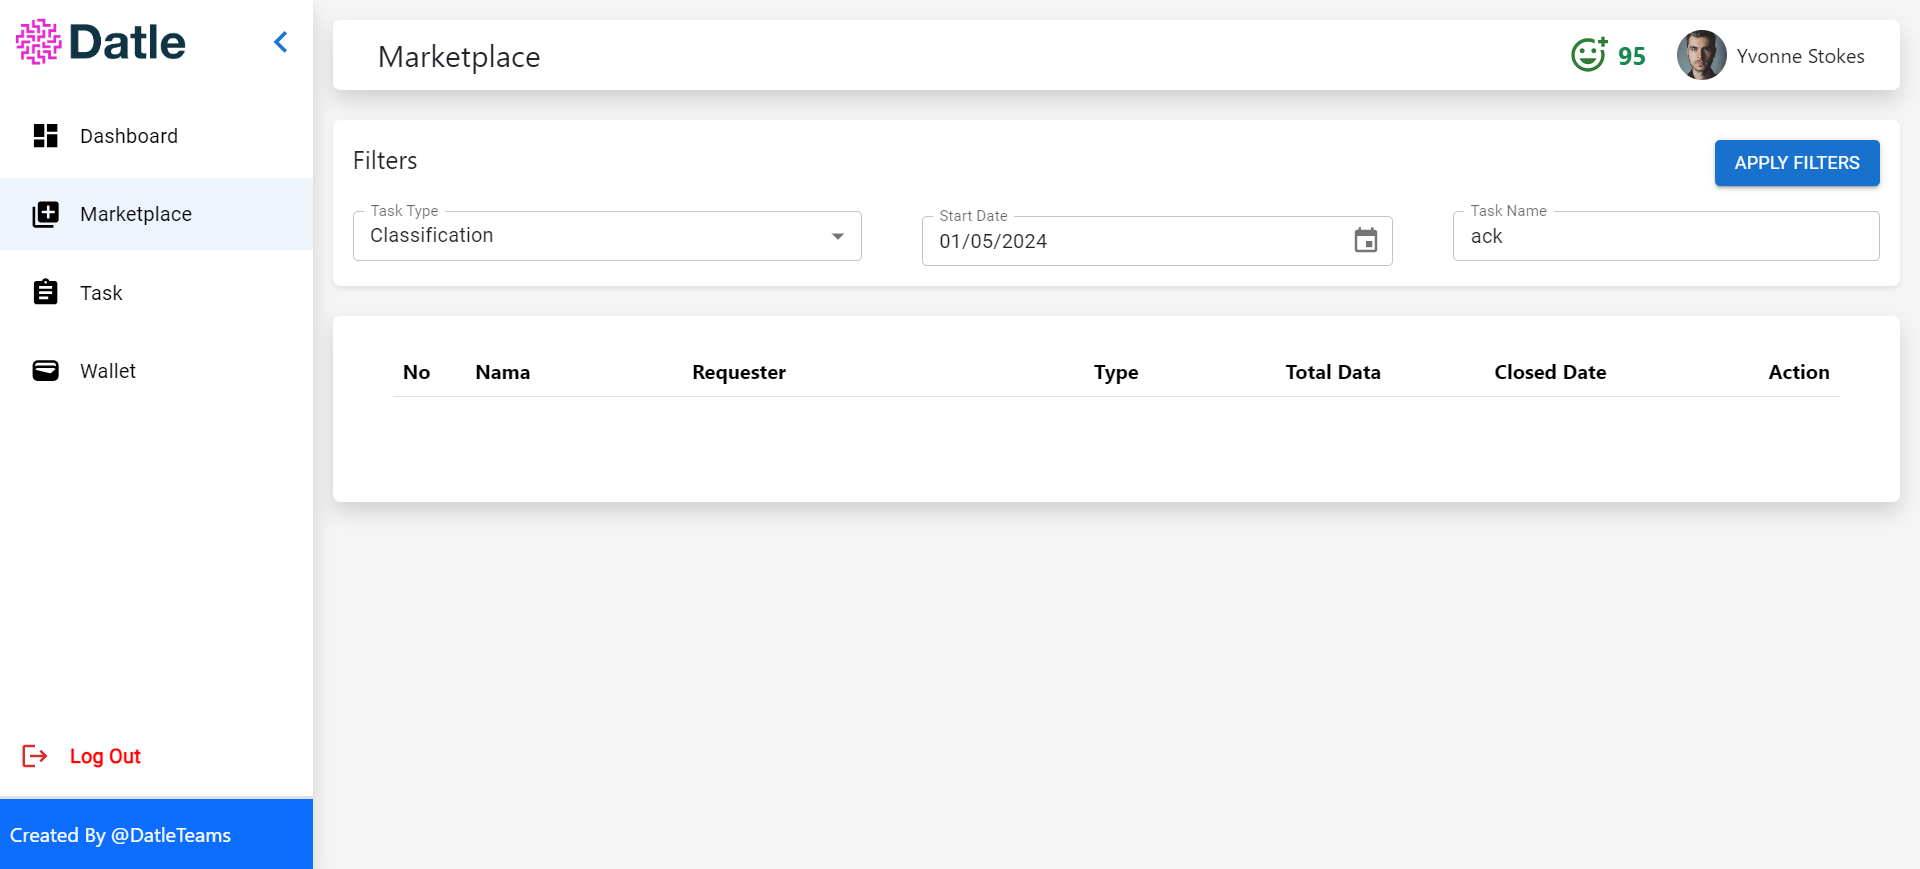 Datle
Dashboard
Marketplace
Task
Wallet
Log Out
Created By @DatleTeams
Marketplace
95
Yvonne Stokes
Filters
APPLY FILTERS
Task Type
Classification
Start Date
01/05/2024
Task Name
ack
No Nama Requester Type Total Data Closed Date Action